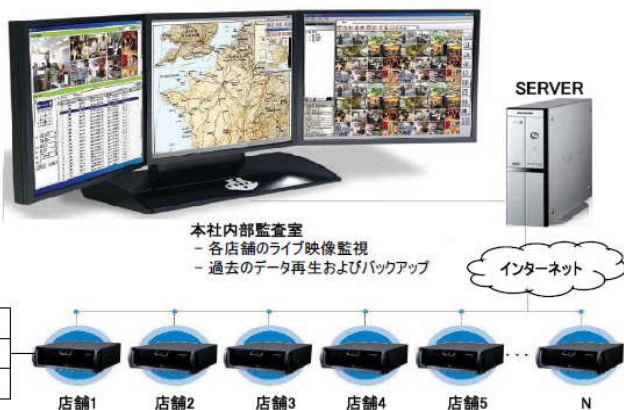 SERVER
本社内部監査室
- 各店舗のライブ映像監視
- 過去のデータ再生およびバックアップ
インターネット
店舗1
店舗2
店舗3
店舗4
店舗5
...
N